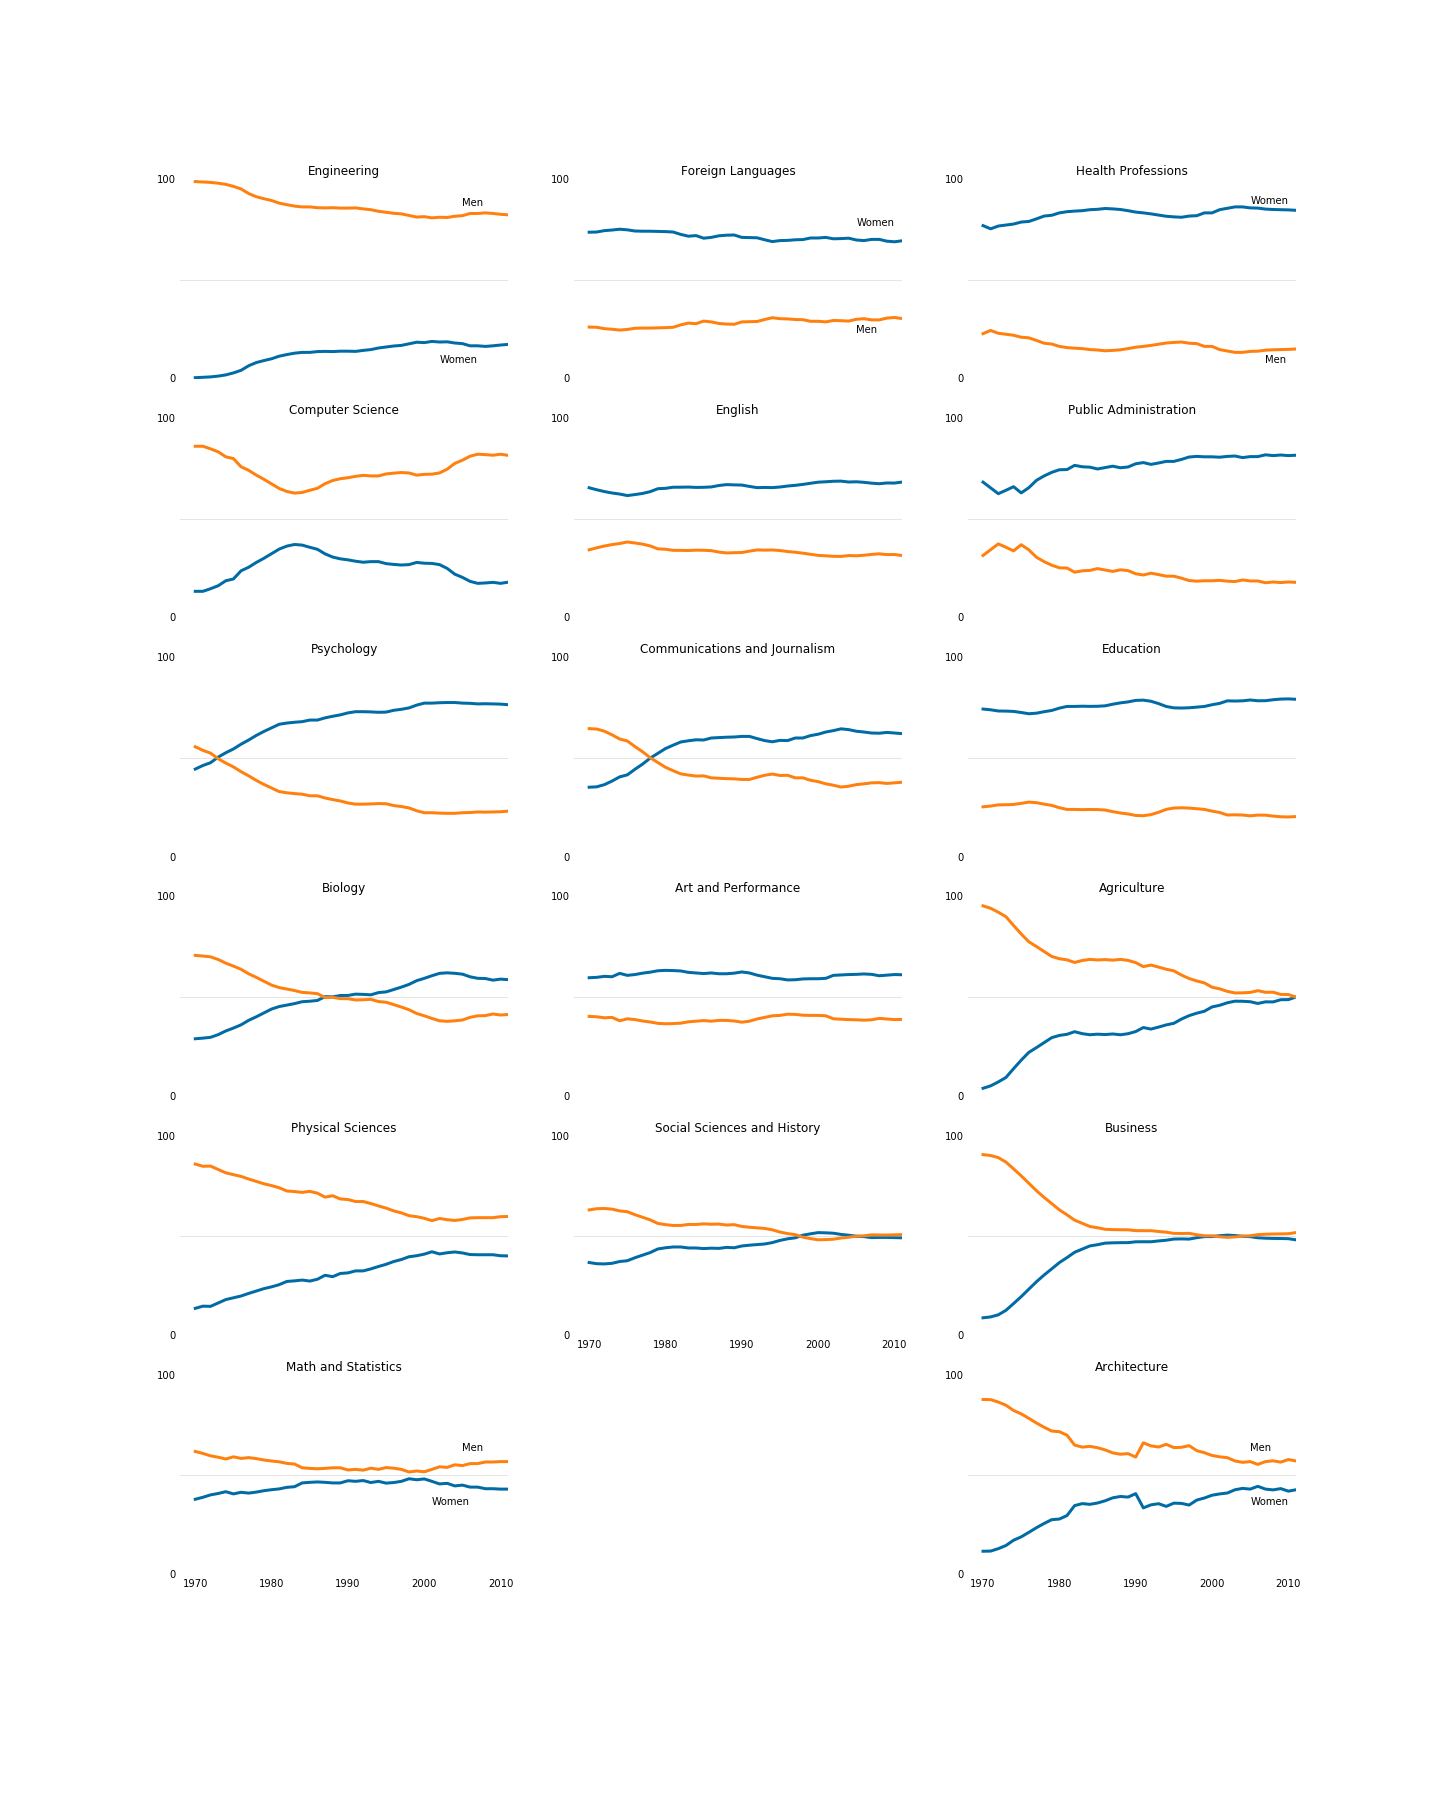 Engineering
Foreign Languages
Health Professions
100
100
100
Men
Women
Women
Women
Men
Men
0
0
0
Computer Science
English
Public Administration
100
100
100
0
0
0
Psychology
Communications and Journalism
Education
100
100
100
0
0
0
Biology
Art and Performance
Agriculture
100
100
100
0
0
0
Physical Sciences
Social Sciences and History
Business
100
100
100
0
0
0
1970 1980 1990 2000 2010
Math and Statistics
Architecture
100
100
Men
Men
Women
Women
0
0
1970 1980 1990 2000 2010
1970 1980 1990 2000 2010